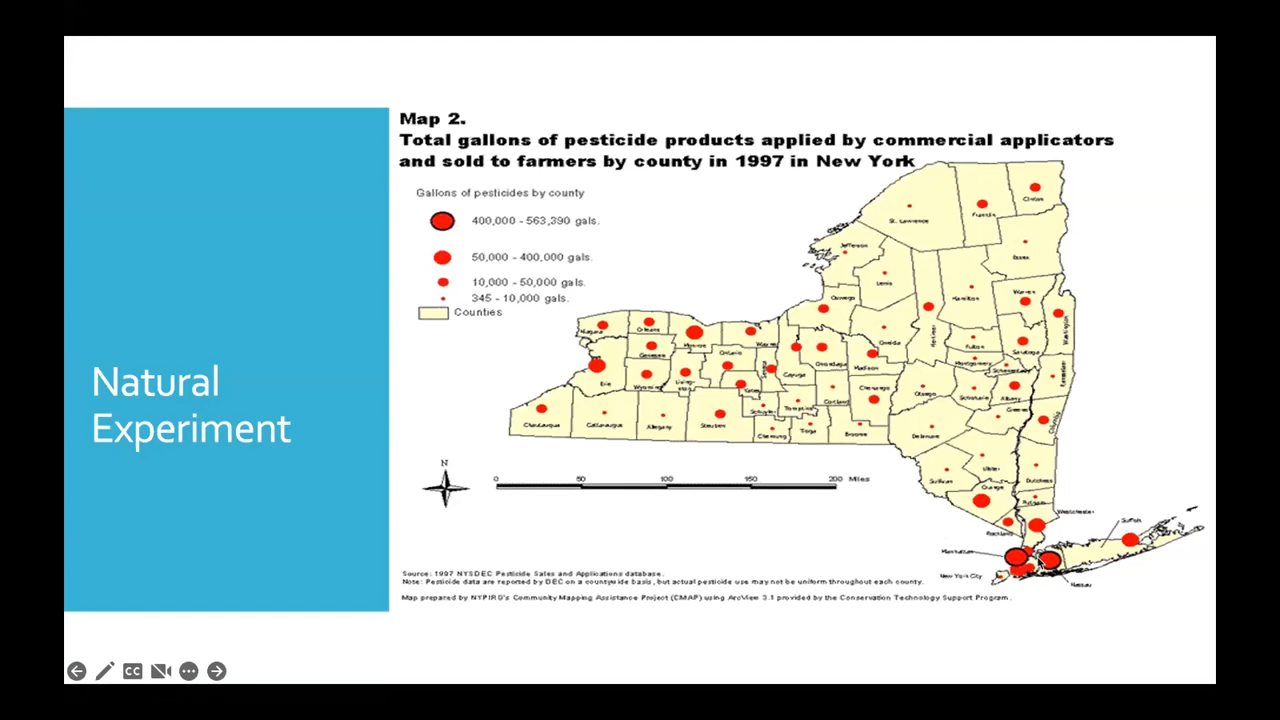 Natural
Experiment
Map 2.
Total gallons of pesticide products applied by commercial applicators
and sold to farmers by county in 1997 in New York
Gallons of pesticides by county
400,000 - 563,390 gals.
50,000 - 400,000 gals.
10,000 - 50,000 gals.
345 - 10,000 gals.
Counties
Clinton
Franklin
St. Lawrence
Jefferson
Essex
Lewis
Hamilton
Warren
Oswego
Washington
Herkimer
Niagara
Orleans
Monroe
Wayne
Oneida
Fulton
Saratoga
Genesee
Ontario
Onondaga
Madison
Montgomery
Schenectady
Erie
Wyoming
Living-
ston
Yates
Seneca
Cayuga
Cortland
Chenango
Otsego
Schoharie
Albany
Rensselaer
Chautauqua
Cattaraugus
Allegany
Steuben
Schuyler
Tompkins
Chemung
Tioga
Broome
Delaware
Greene
Columbia
Ulster
Sullivan
Dutchess
Orange
Putnam
Westchester
Rockland
Suffolk
Manhattan
New York City
Nassau
N
0 50 100 150 200 Miles
Source: 1997 NYSDEC Pesticide Sales and Applications database.
Note: Pesticide data are reported by DEC on a countywide basis, but actual pesticide use may not be uniform throughout each county.
Map prepared by NYPIRG's Community Mapping Assistance Project (CMAP) using ArcView 3.1 provided by the Conservation Technology Support Program.
CC